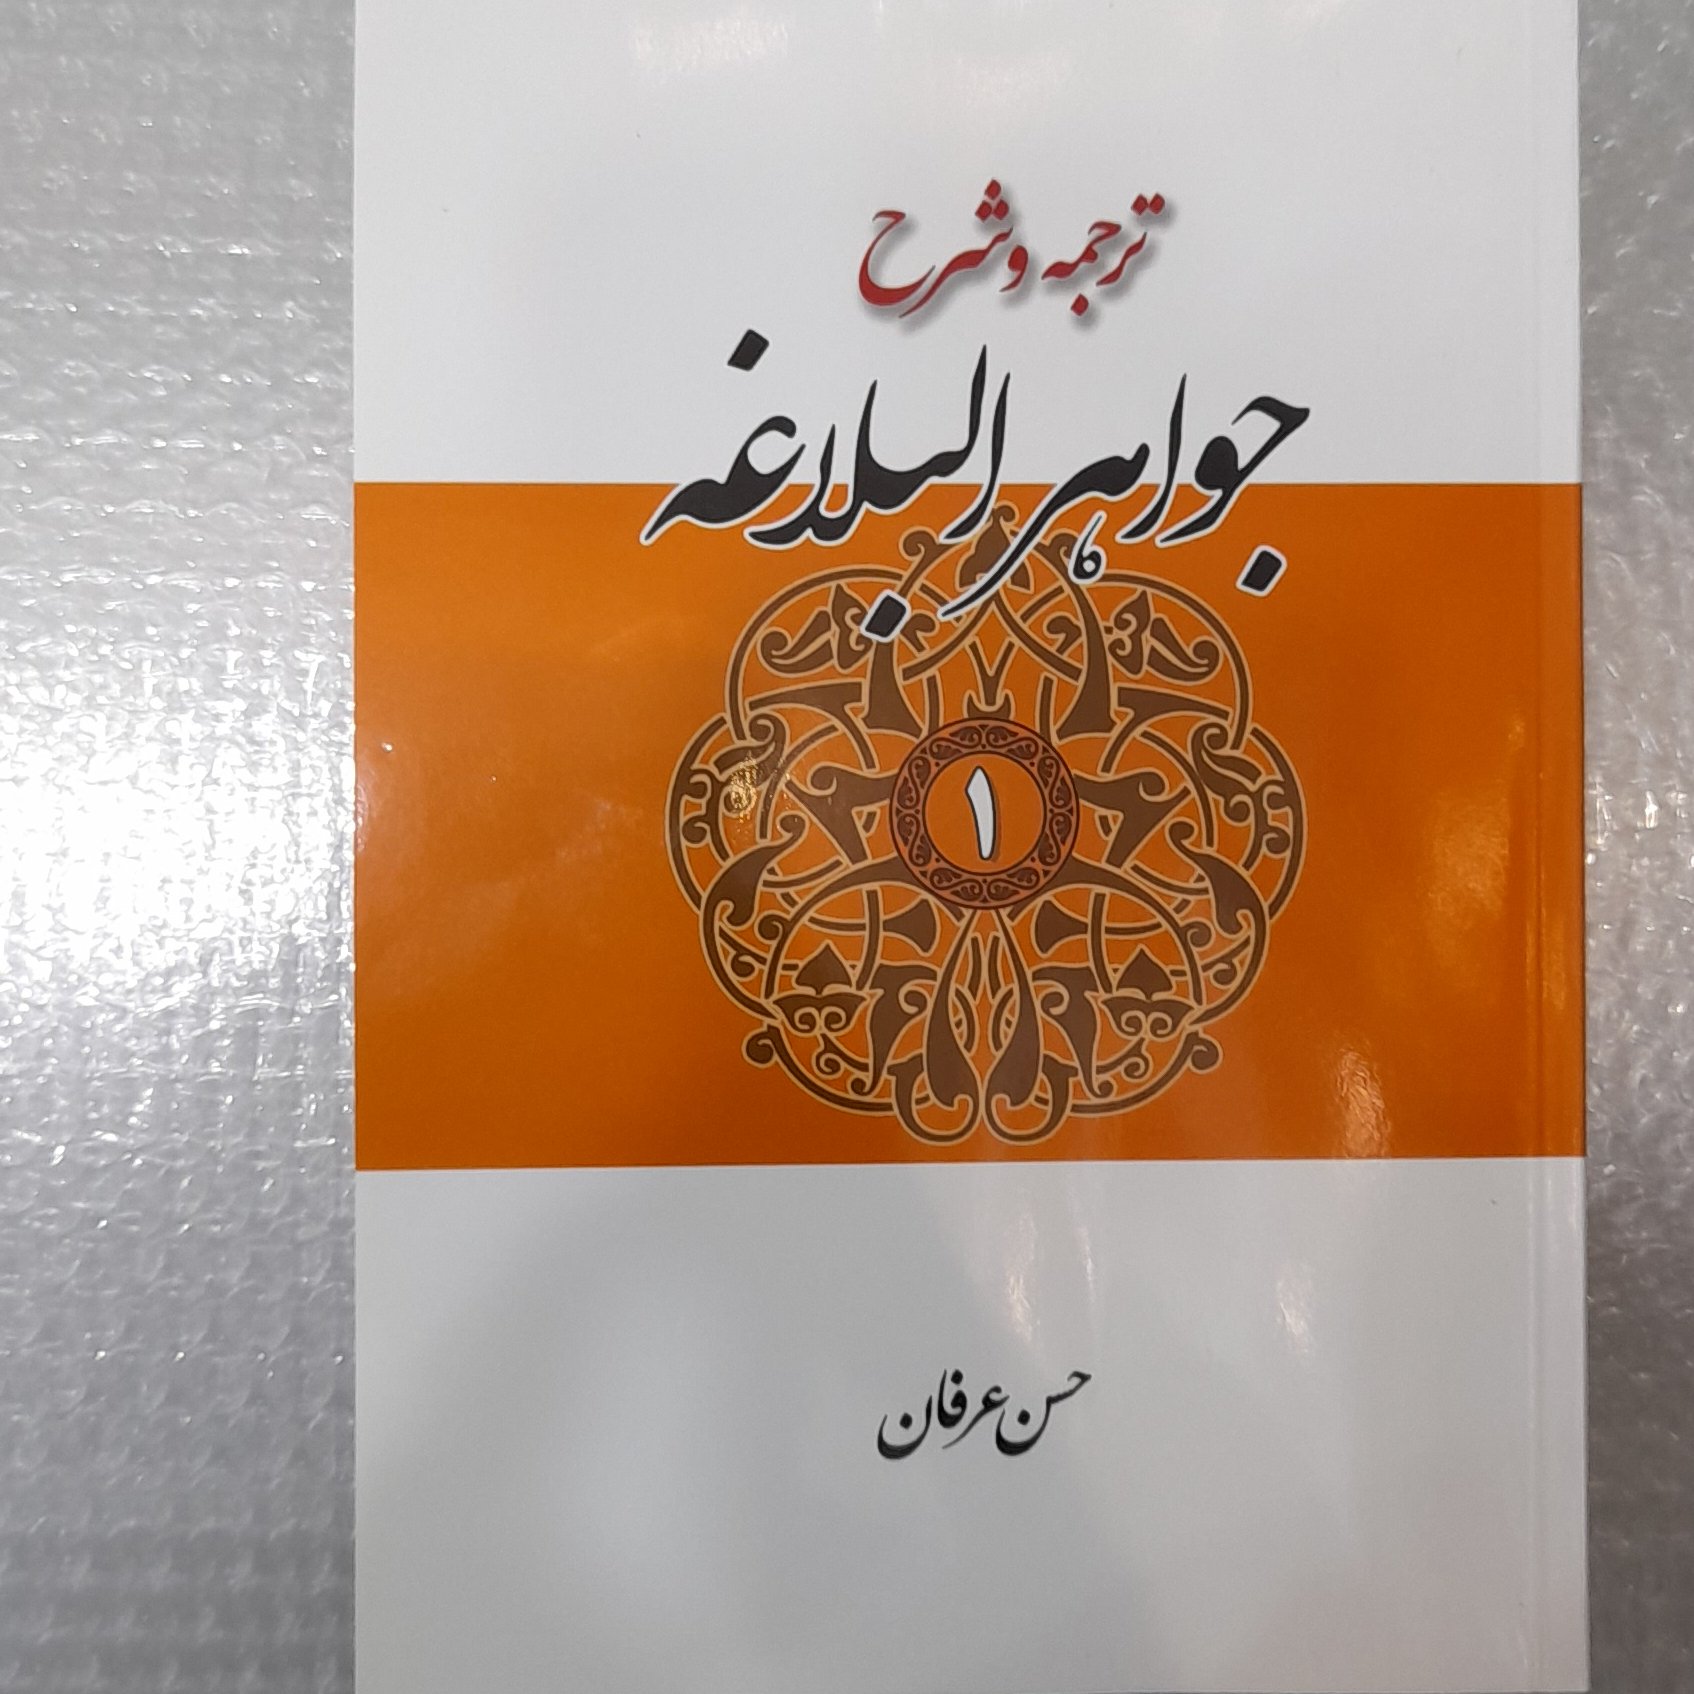 ترجمه و شرح
جواهر البلاغه
۱
حسن عرفان